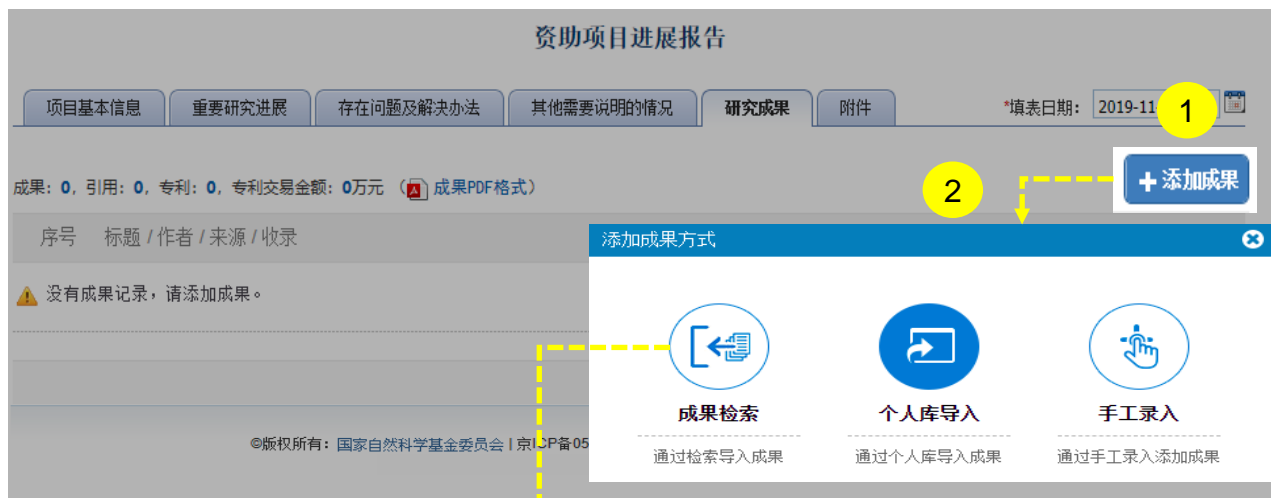 资助项目进展报告
项目基本信息 重要研究进展 存在问题及解决办法 其他需要说明的情况 研究成果 附件 *填表日期： 2019-11 1
成果：0，引用：0，专利：0，专利交易金额：0万元 （成果PDF格式）
2
+添加成果
序号 标题 / 作者 / 来源 / 收录
添加成果方式
没有成果记录，请添加成果。
成果检索 个人库导入 手工录入
通过检索导入成果 通过个人库导入成果 通过手工录入添加成果
©版权所有：国家自然科学基金委员会 | 京ICP备05